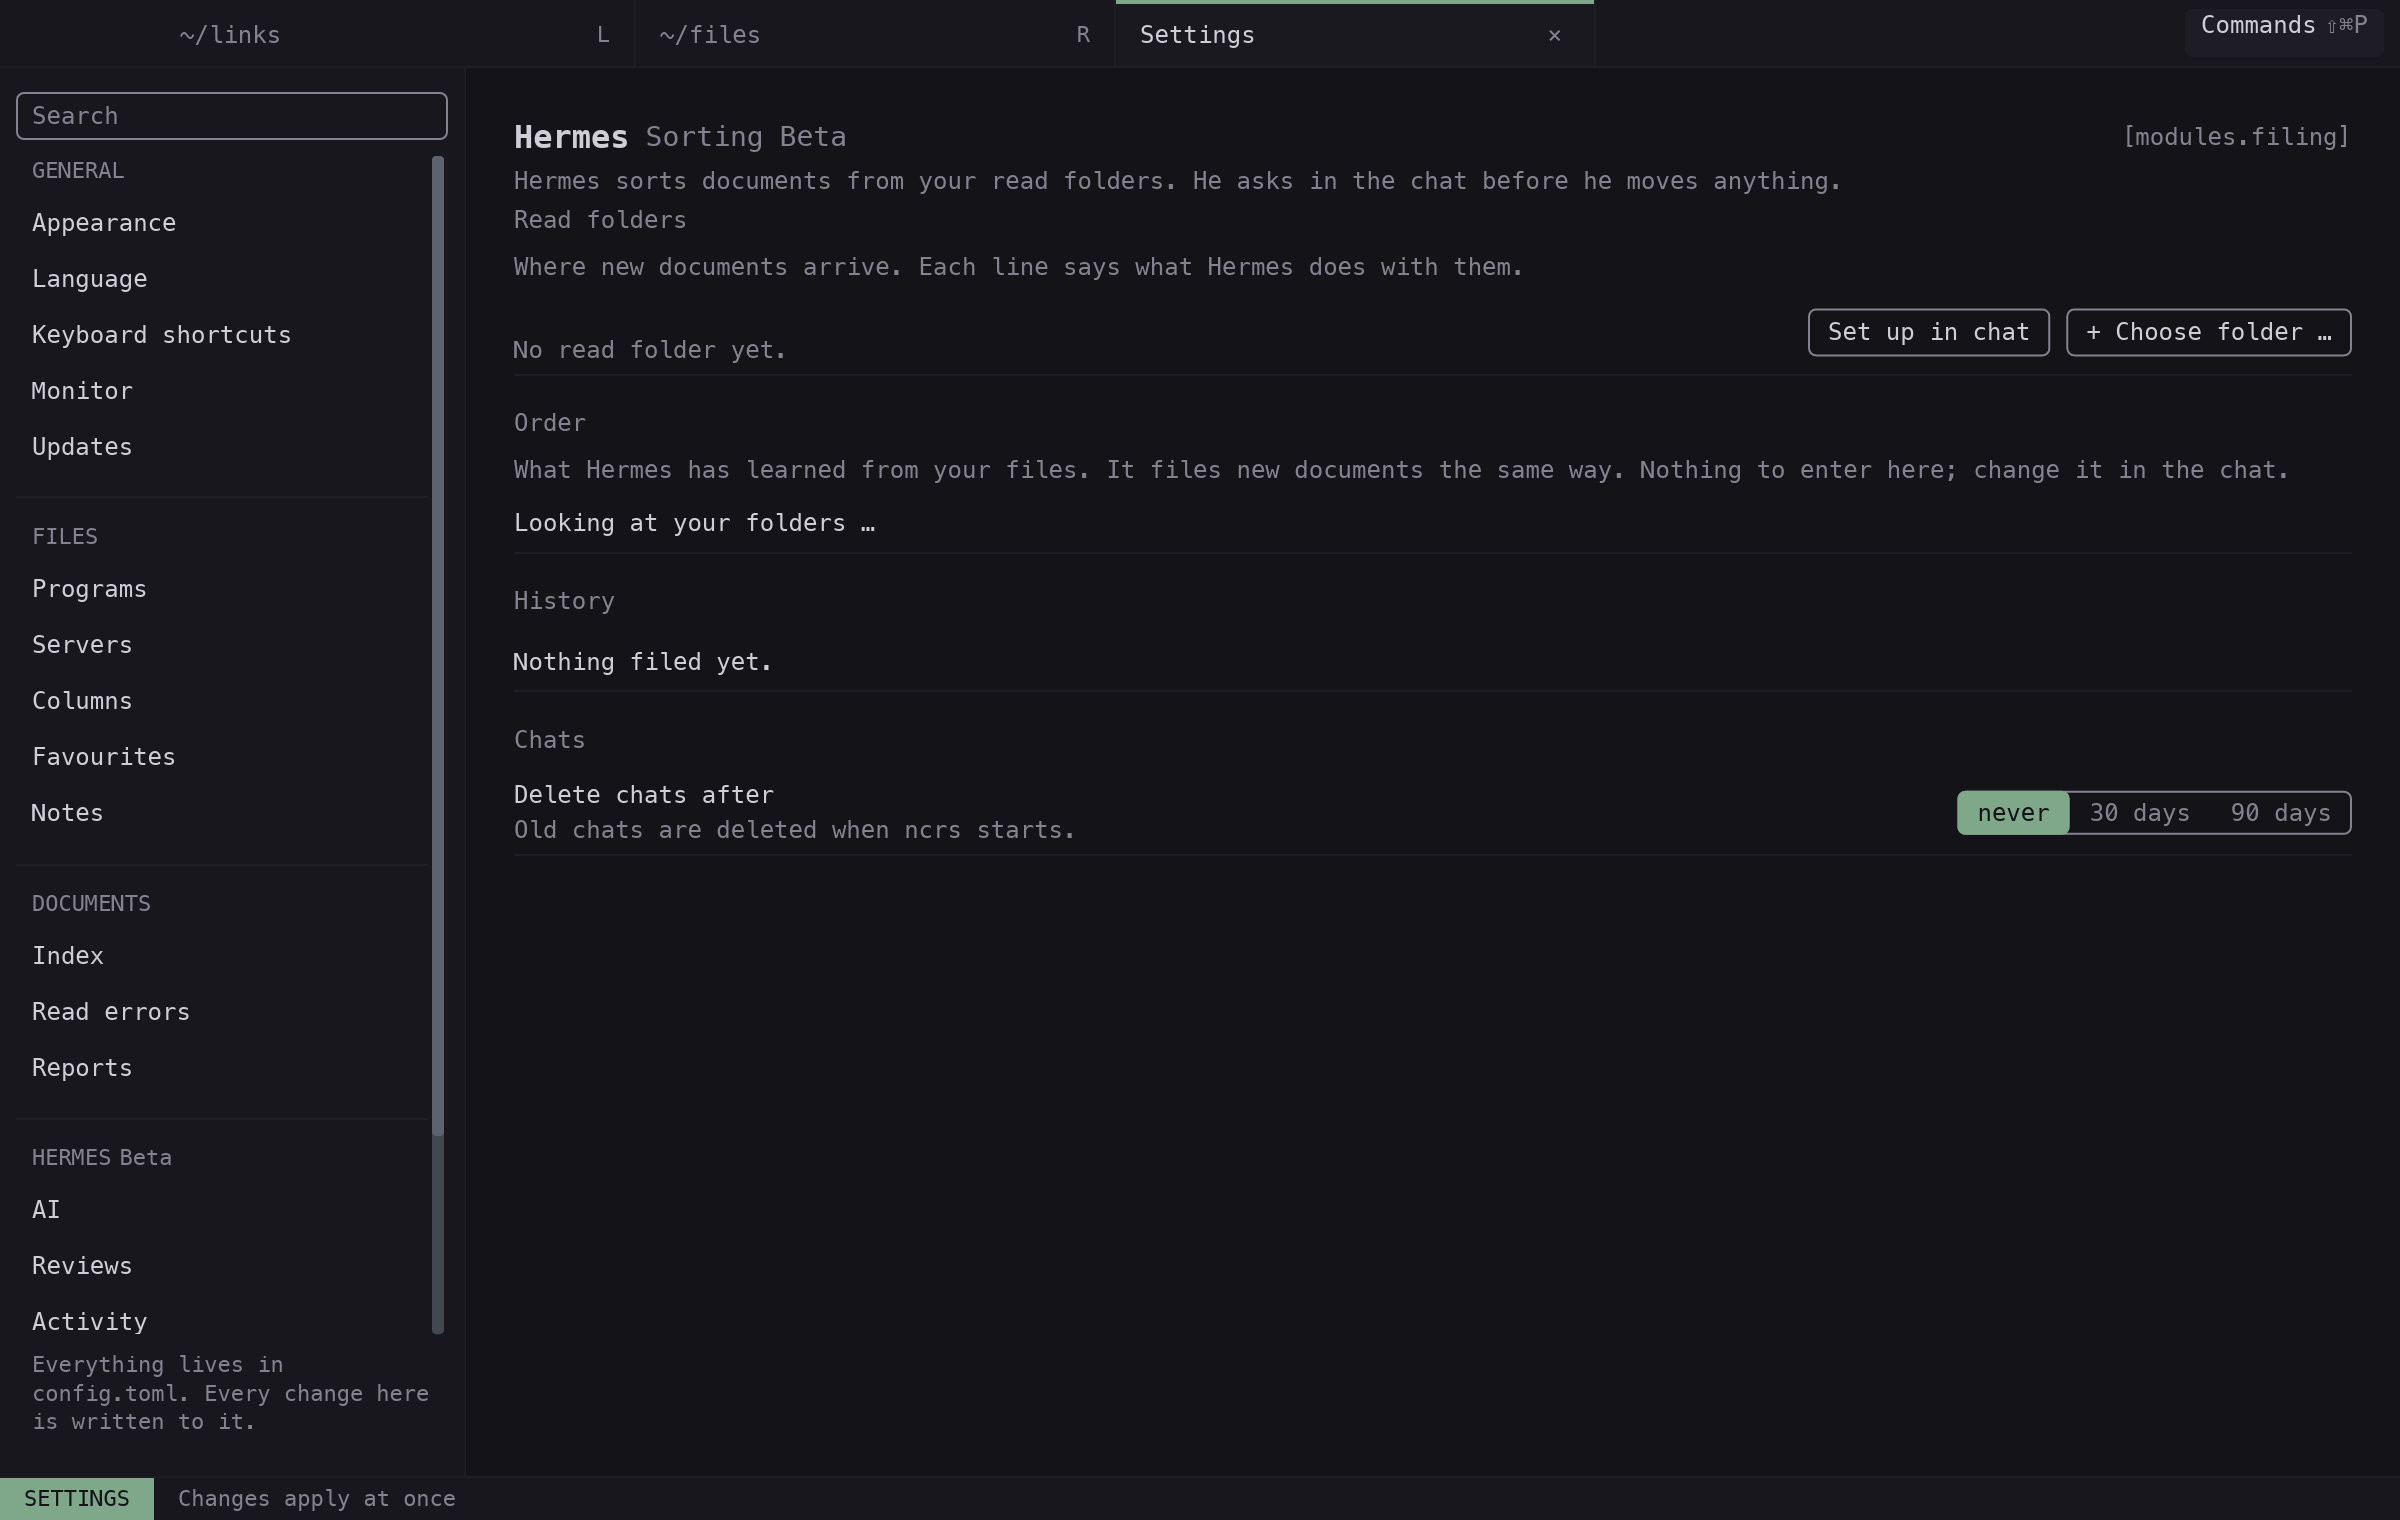 ~/links L ~/files R Settings × Commands ⇧⌘P
Search
GENERAL
Appearance
Language
Keyboard shortcuts
Monitor
Updates
FILES
Programs
Servers
Columns
Favourites
Notes
DOCUMENTS
Index
Read errors
Reports
HERMES Beta
AI
Reviews
Activity
Everything lives in
config.toml. Every change here
is written to it.
Hermes Sorting Beta [modules.filing]
Hermes sorts documents from your read folders. He asks in the chat before he moves anything.
Read folders
Where new documents arrive. Each line says what Hermes does with them.
No read folder yet. Set up in chat + Choose folder …
Order
What Hermes has learned from your files. It files new documents the same way. Nothing to enter here; change it in the chat.
Looking at your folders …
History
Nothing filed yet.
Chats
Delete chats after
Old chats are deleted when ncrs starts.
never 30 days 90 days
SETTINGS Changes apply at once